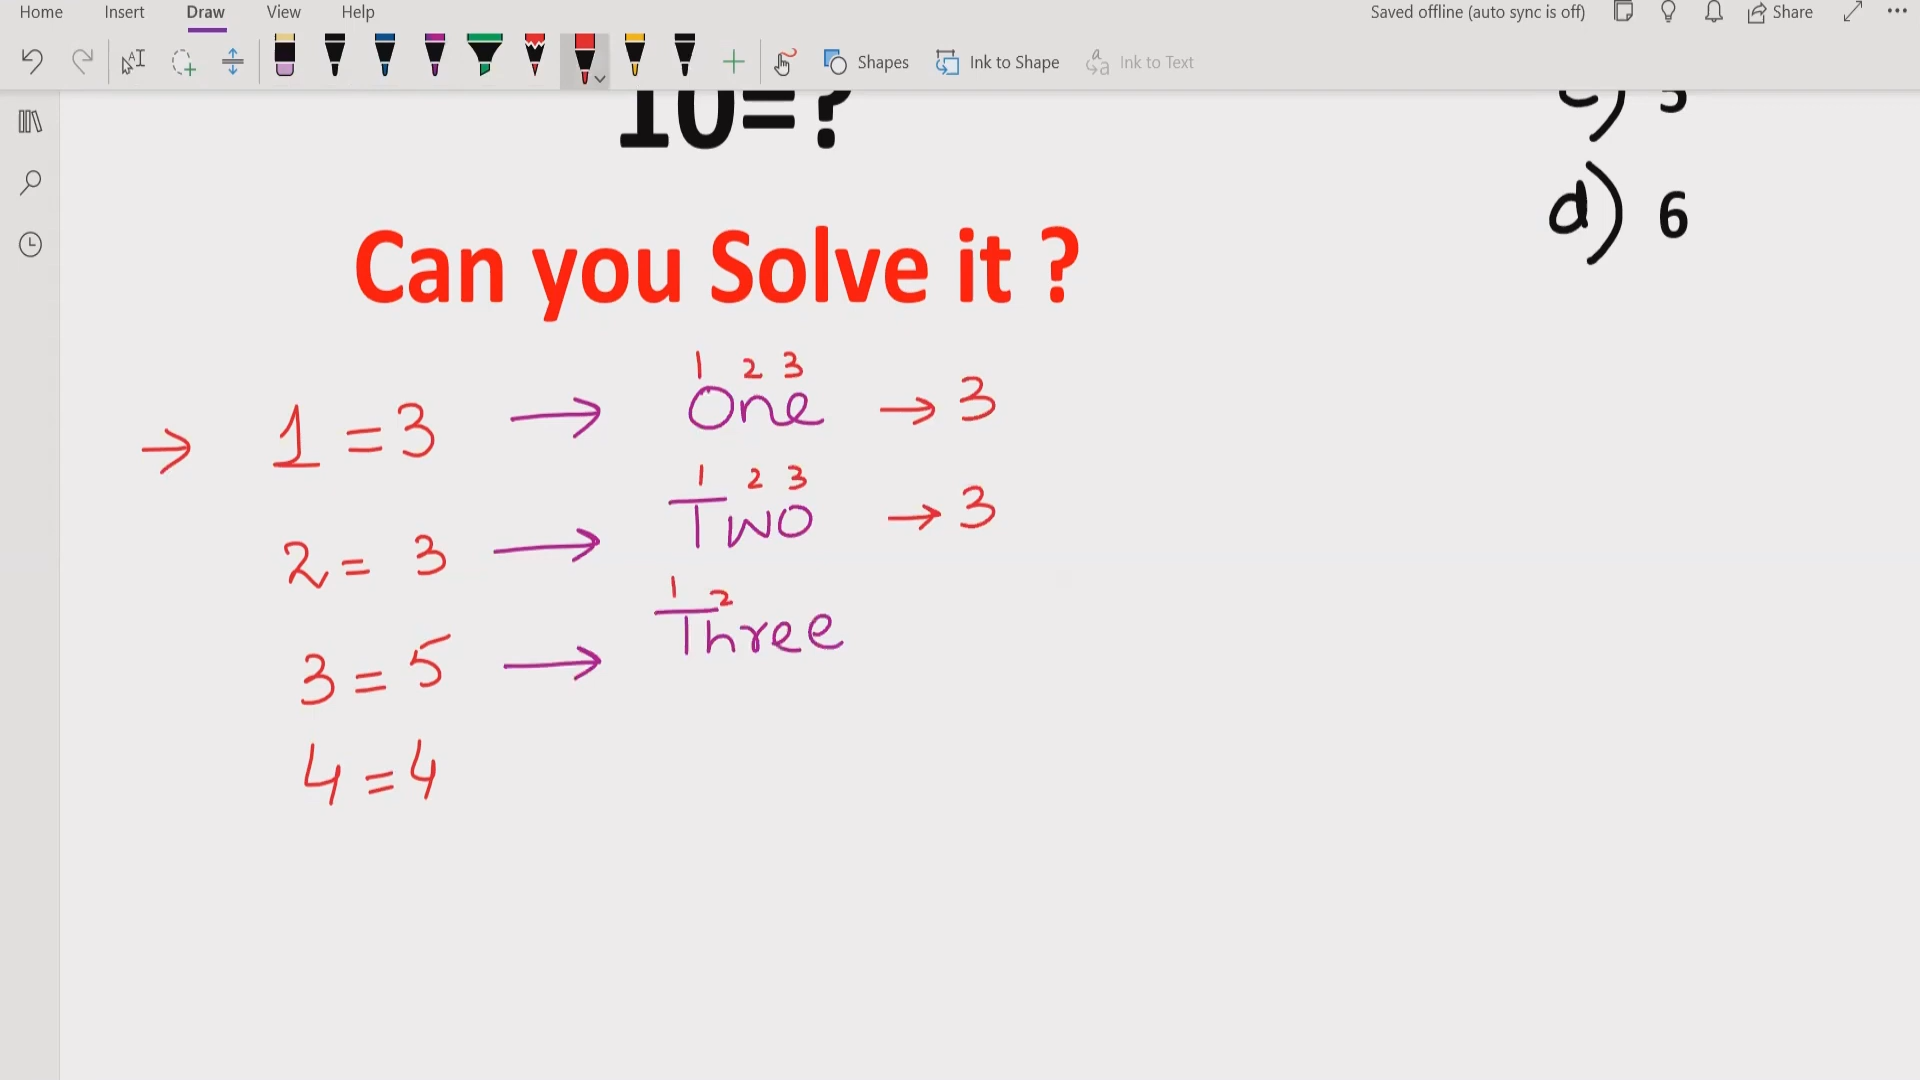 Home Insert Draw View Help Saved offline (auto sync is off) Share
Shapes Ink to Shape Ink to Text
10=?
c) 5
d) 6
Can you Solve it ?
1 2 3
→ 1 = 3 → One → 3
1 2 3
2 = 3 → Two → 3
1 2
3 = 5 → Three
4 = 4